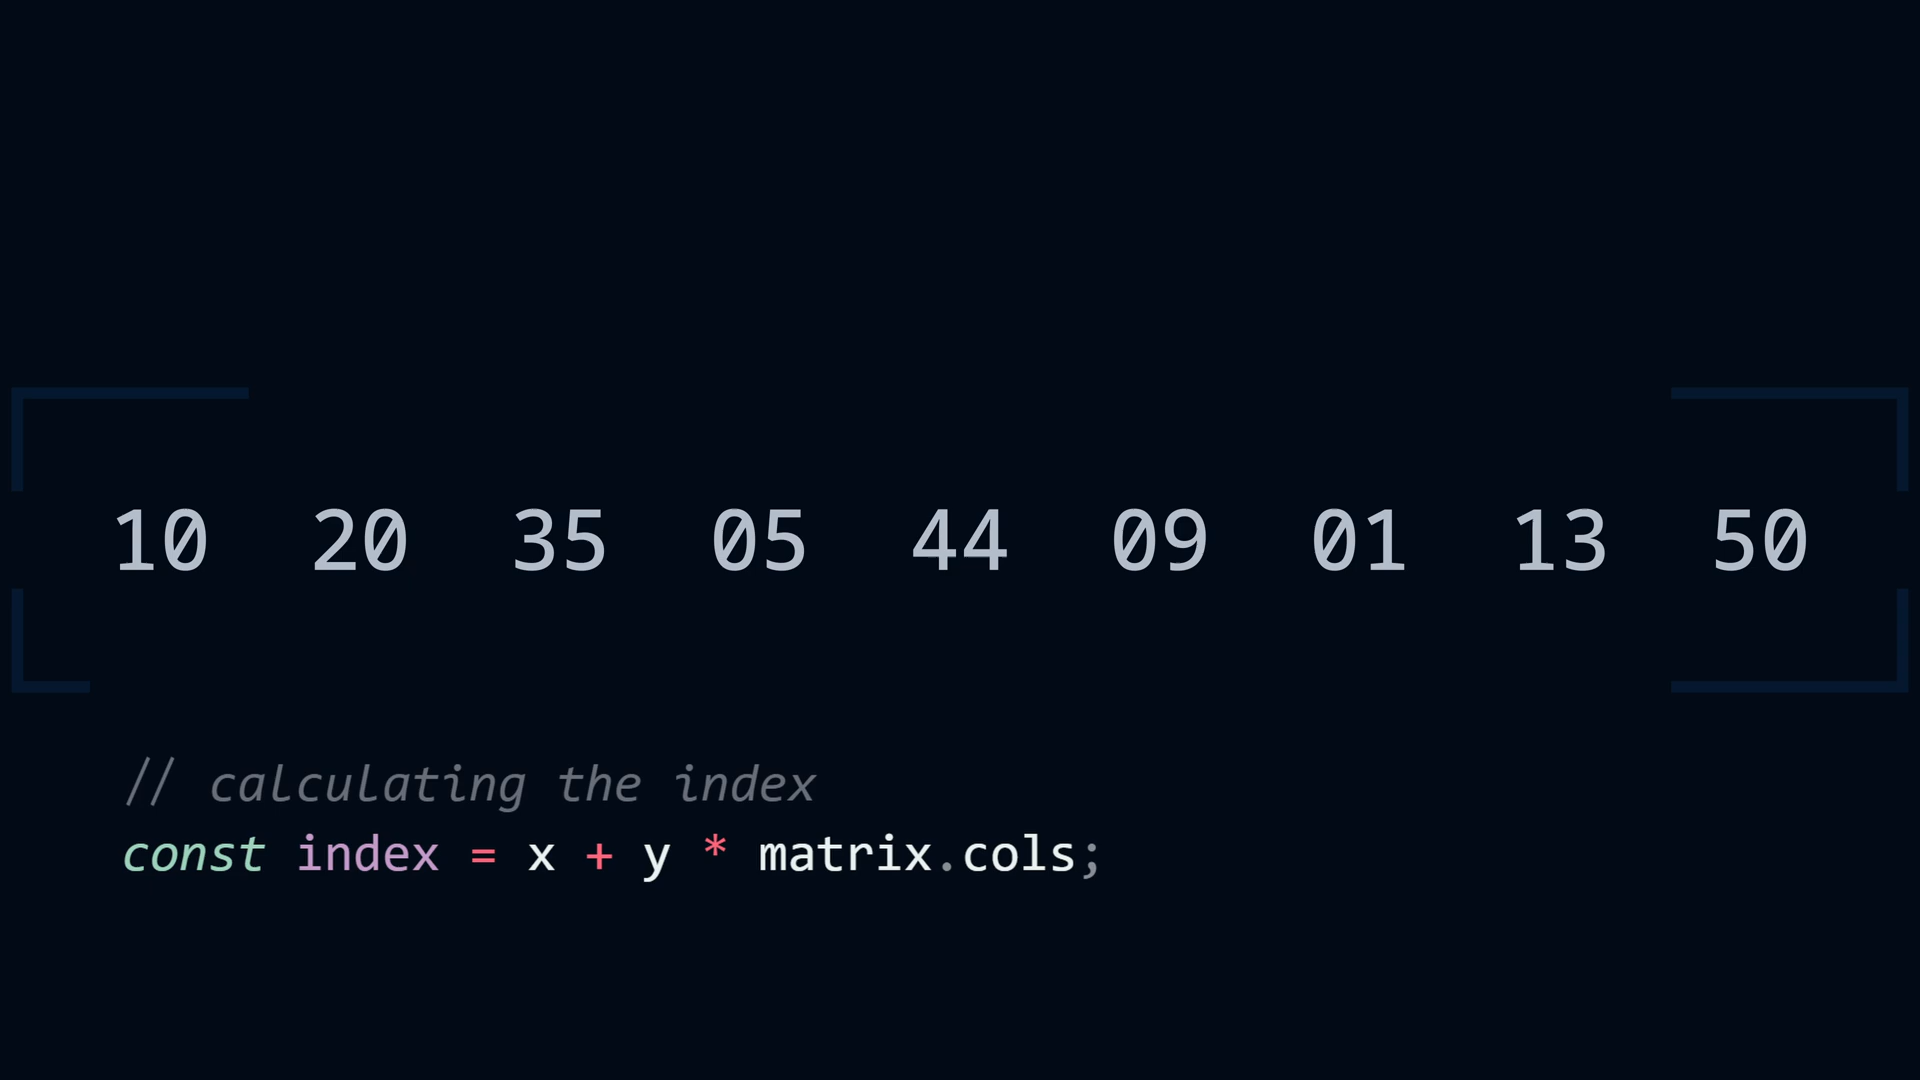 10 20 35 05 44 09 01 13 50
// calculating the index
const index = x + y * matrix.cols;